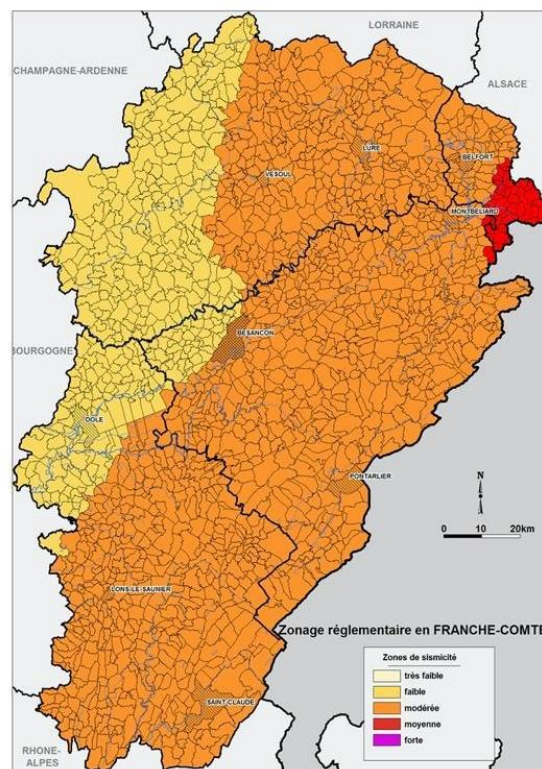 LORRAINE
CHAMPAGNE-ARDENNE
ALSACE
LURE
BELFORT
VESOUL
MONTBELIARD
BESANCON
BOURGOGNE
DOLE
PONTARLIER
N
0 10 20km
LONS-LE-SAUNIER
Zonage réglementaire en FRANCHE-COMTE
Zones de sismicité
très faible
faible
modérée
moyenne
forte
SAINT-CLAUDE
RHONE-
ALPES